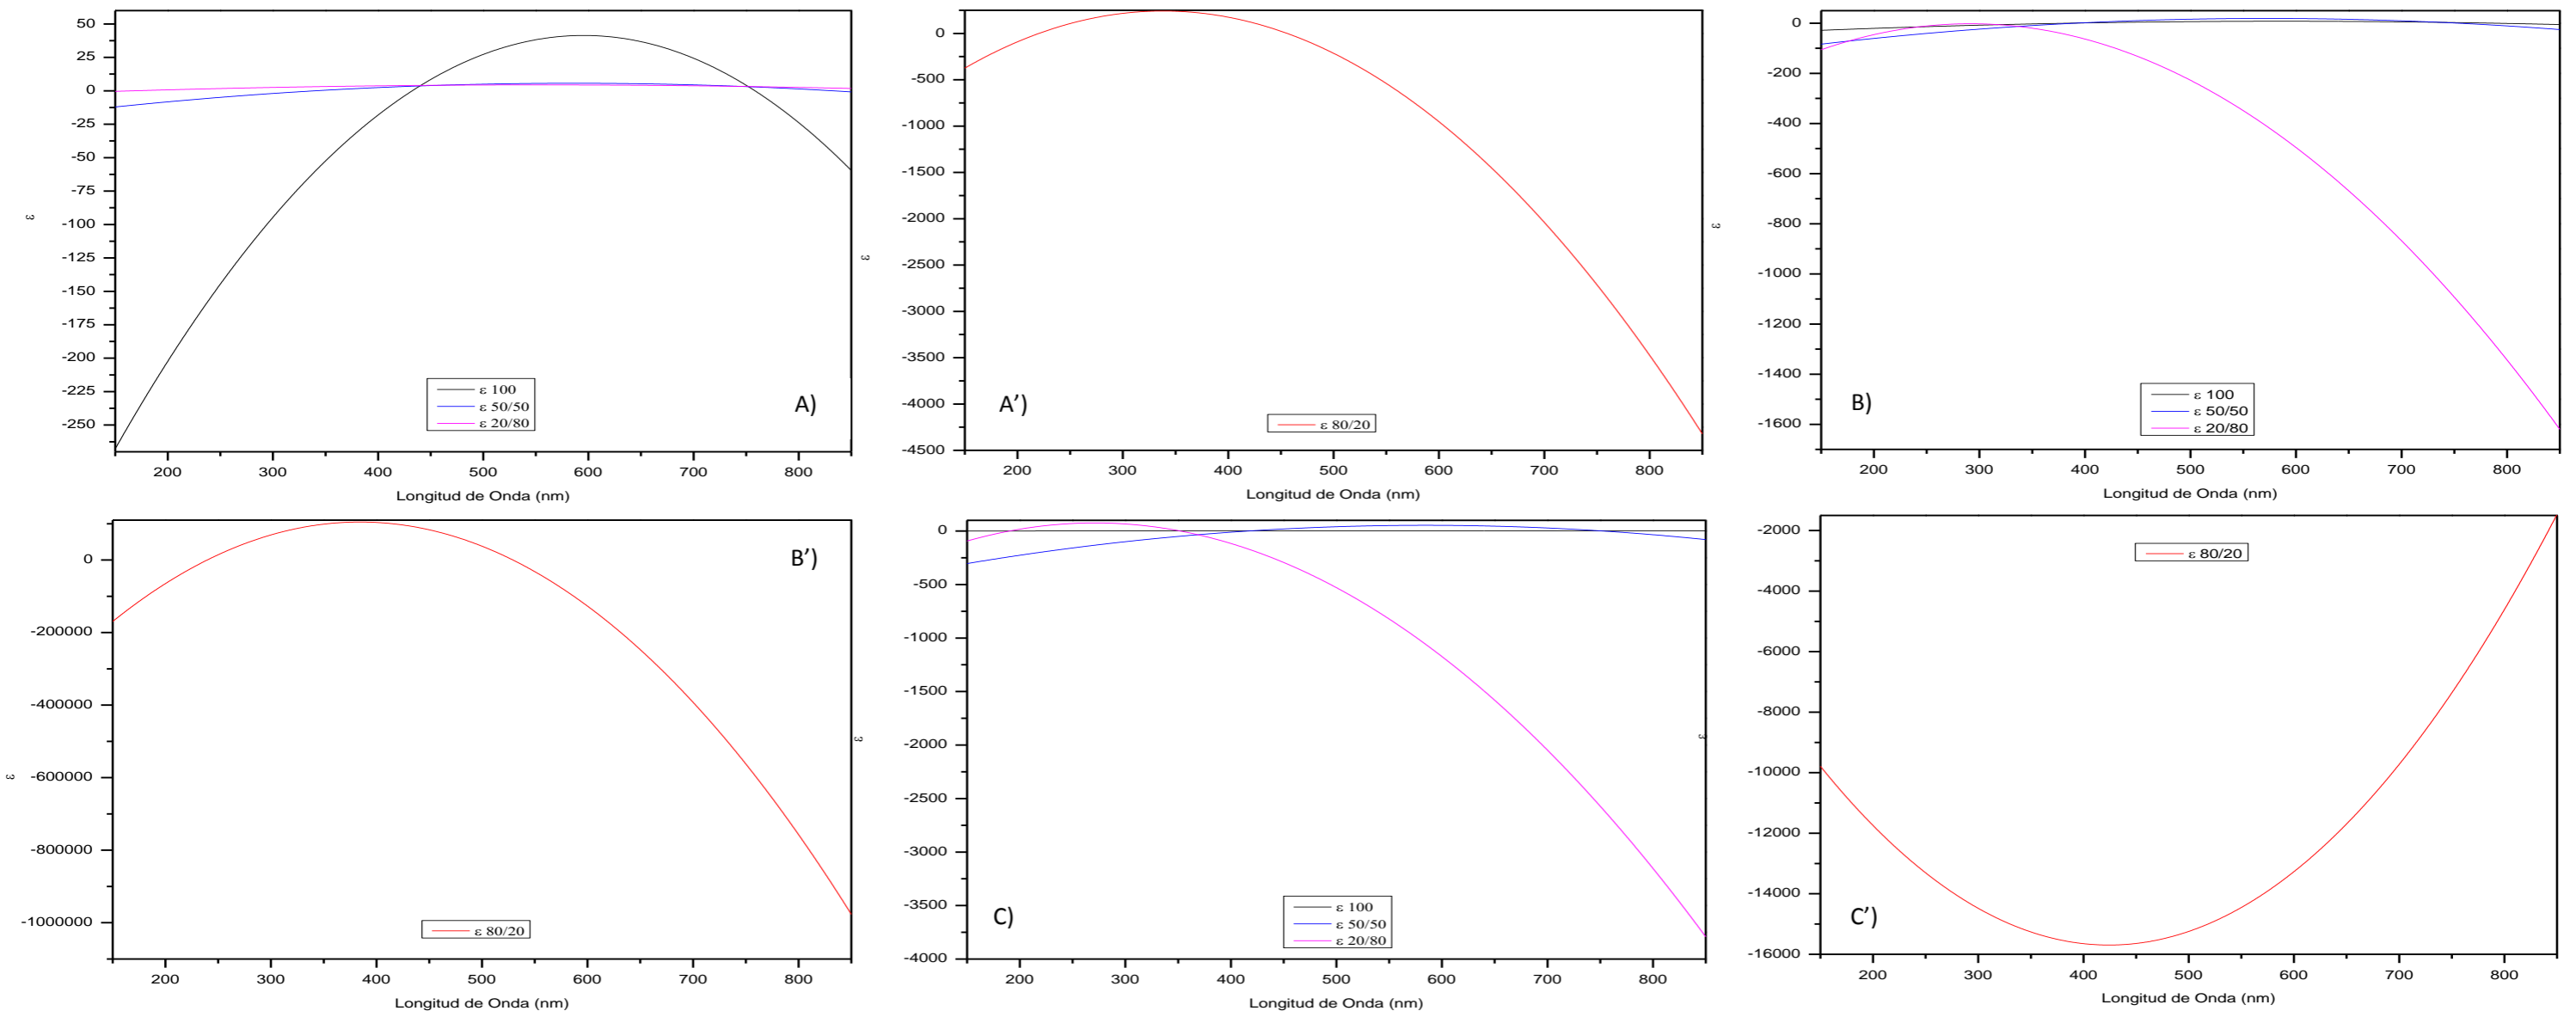 50
25
0
-25
-50
-75
-100
-125
-150
-175
-200
-225
-250
ε
ε 100
ε 50/50
ε 20/80
A)
200 300 400 500 600 700 800
Longitud de Onda (nm)
0
-500
-1000
-1500
-2000
-2500
-3000
-3500
-4000
-4500
ε
A’)
ε 80/20
200 300 400 500 600 700 800
Longitud de Onda (nm)
0
-200
-400
-600
-800
-1000
-1200
-1400
-1600
ε
B)
ε 100
ε 50/50
ε 20/80
200 300 400 500 600 700 800
Longitud de Onda (nm)
0
-200000
-400000
-600000
-800000
-1000000
ε
B’)
ε 80/20
200 300 400 500 600 700 800
Longitud de Onda (nm)
0
-500
-1000
-1500
-2000
-2500
-3000
-3500
-4000
ε
C)
ε 100
ε 50/50
ε 20/80
200 300 400 500 600 700 800
Longitud de Onda (nm)
-2000
-4000
-6000
-8000
-10000
-12000
-14000
-16000
ε
ε 80/20
C’)
200 300 400 500 600 700 800
Longitud de Onda (nm)